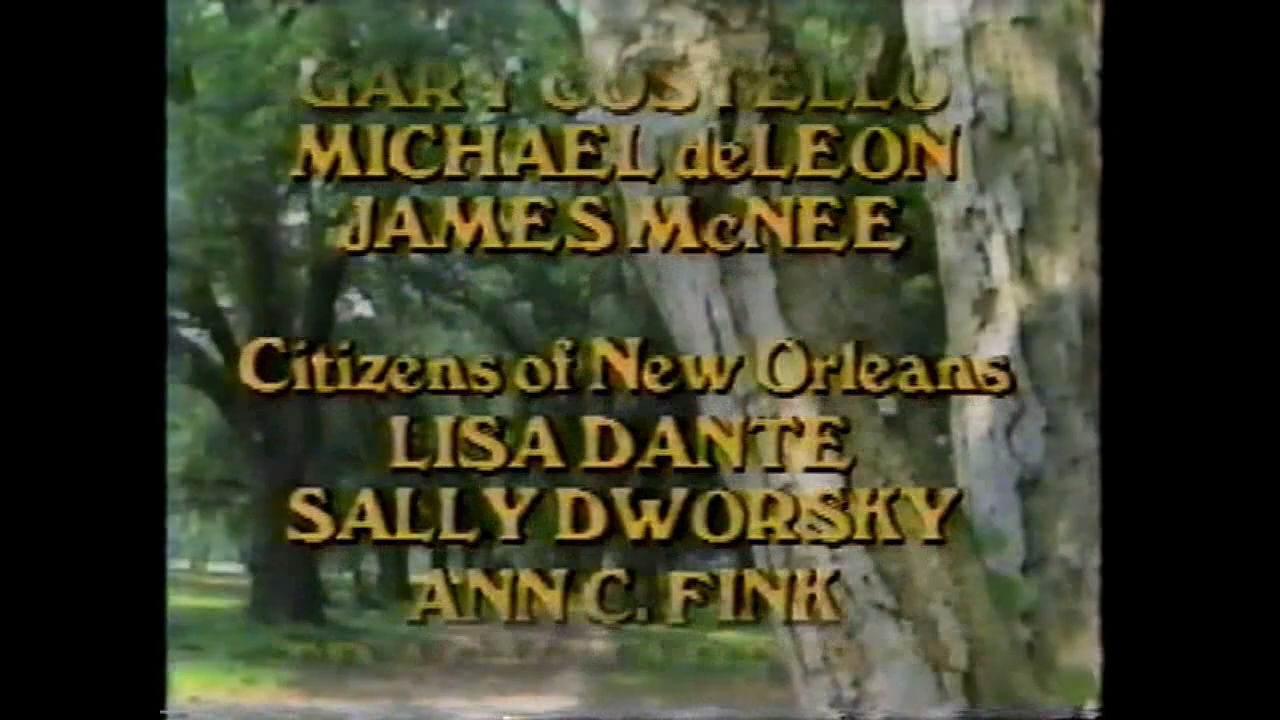 GARY COSTELLO
MICHAEL deLEON
JAMES McNEE
Citizens of New Orleans
LISA DANTE
SALLY DWORSKY
ANN C. FINK